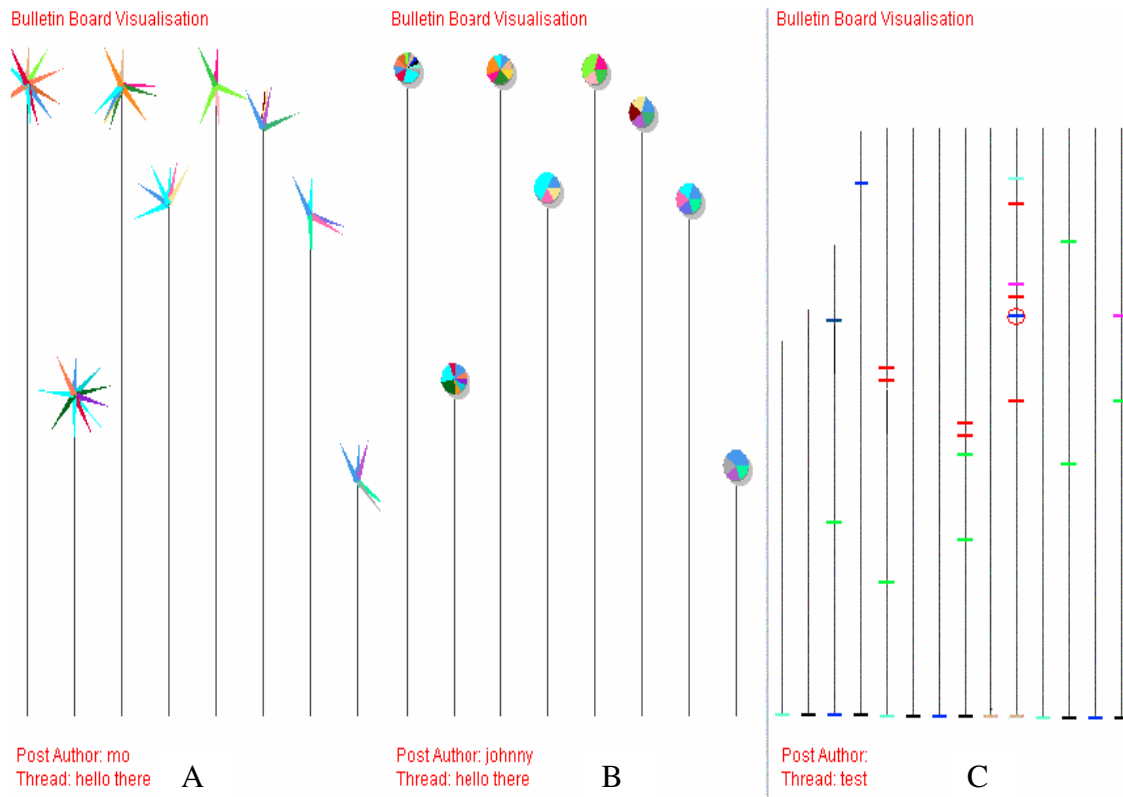 Bulletin Board Visualisation
Bulletin Board Visualisation
Bulletin Board Visualisation
Post Author: mo
Thread: hello there
A
Post Author: johnny
Thread: hello there
B
Post Author:
Thread: test
C